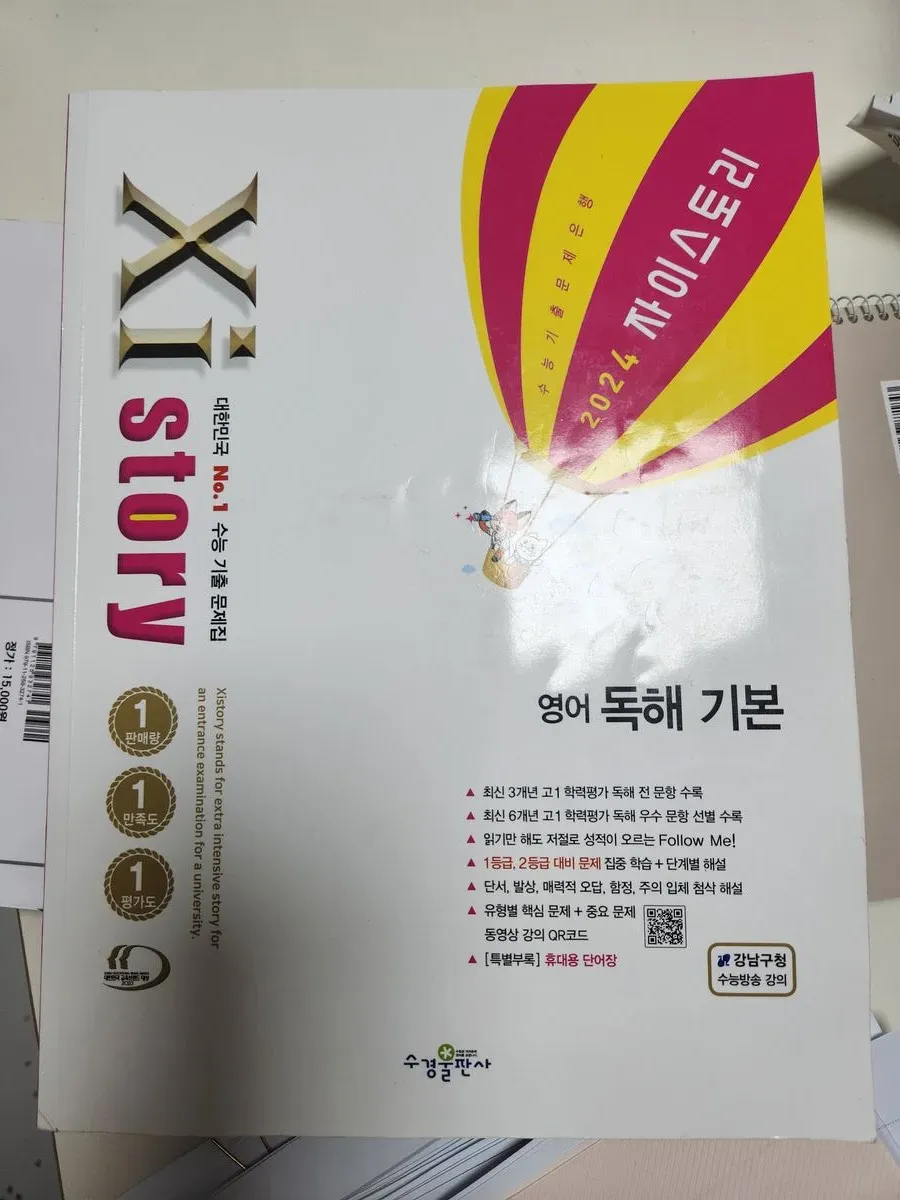 Xi story
대한민국 No.1 수능 기출 문제집
Xistory stands for extra intensive story for
an entrance examination for a university.
1
판매량
1
만족도
1
평가도
수능 기출 문제 은행
2024 자이스토리
영어 독해 기본
▲ 최신 3개년 고1 학력평가 독해 전 문항 수록
▲ 최신 6개년 고1 학력평가 독해 우수 문항 선별 수록
▲ 읽기만 해도 저절로 성적이 오르는 Follow Me!
▲ 1등급, 2등급 대비 문제 집중 학습 + 단계별 해설
▲ 단서, 발상, 매력적 오답, 함정, 주의 입체 첨삭 해설
▲ 유형별 핵심 문제 + 중요 문제
동영상 강의 QR코드
▲ [특별부록] 휴대용 단어장
강남구청
수능방송 강의
수경출판사
정가 : 15,000원